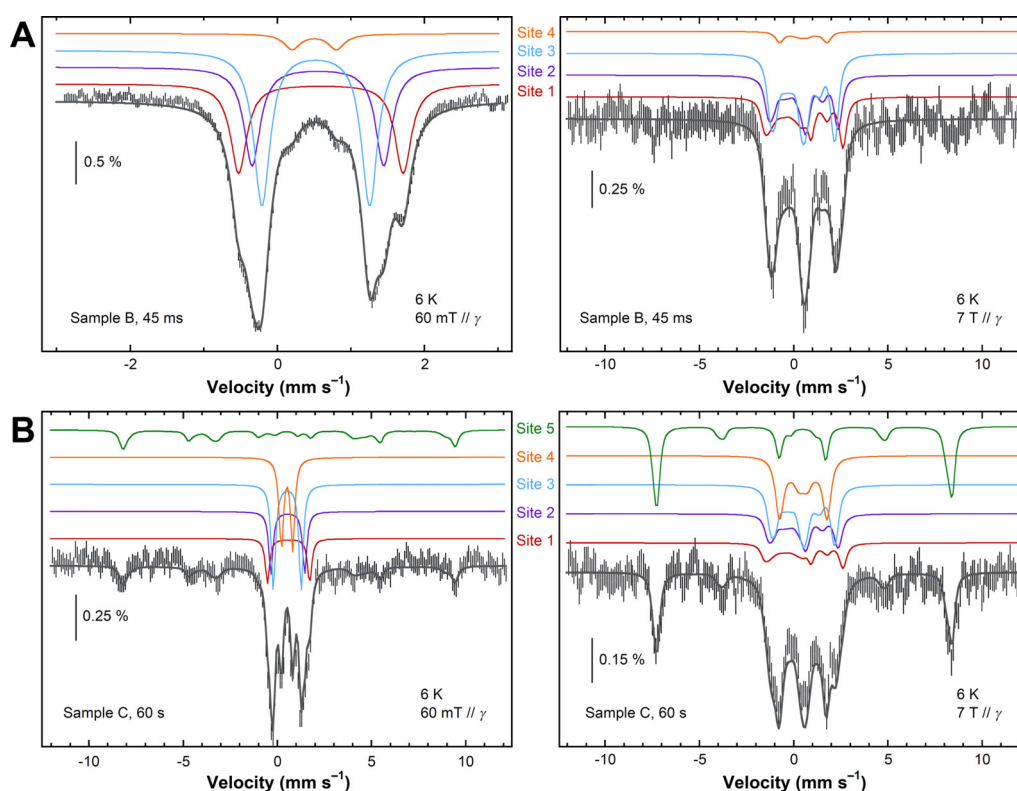 A
Site 4
Site 3
Site 2
Site 1
0.5 %
Sample B, 45 ms
6 K
60 mT // γ
-2 0 2
Velocity (mm s⁻¹)
0.25 %
Sample B, 45 ms
6 K
7 T // γ
-10 -5 0 5 10
Velocity (mm s⁻¹)
B
Site 5
Site 4
Site 3
Site 2
Site 1
0.25 %
Sample C, 60 s
6 K
60 mT // γ
-10 -5 0 5 10
Velocity (mm s⁻¹)
0.15 %
Sample C, 60 s
6 K
7 T // γ
-10 -5 0 5 10
Velocity (mm s⁻¹)